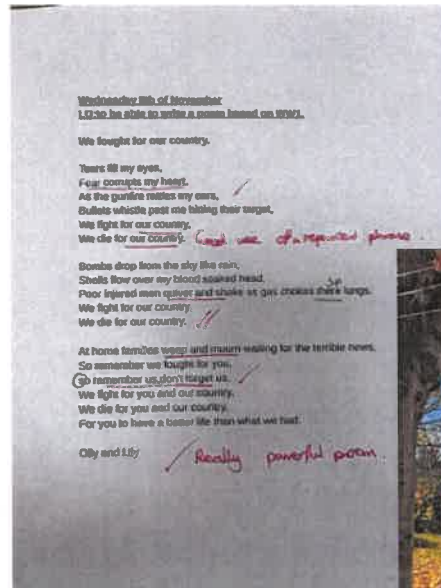 Wednesday 8th of November
LO:to be able to write a poem based on WW1.
We fought for our country.
Tears fill my eyes,
Fear corrupts my heart.
As the gunfire rattles my ears,
Bullets whistle past me hitting their target,
We fight for our country,
We die for our country. Good use of a repeated phrase.
Bombs drop from the sky like rain,
Shells flow over my blood soaked head.
sp
Poor injured men quiver and shake as gas chokes there lungs.
We fight for our country,
We die for our country.
At home families weep and mourn waiting for the terrible news,
So remember we fought for you.
So remember us,don't forget us.
We fight for you and our country,
We die for you and our country.
For you to have a better life than what we had.
Olly and Lily
Really powerful poem.